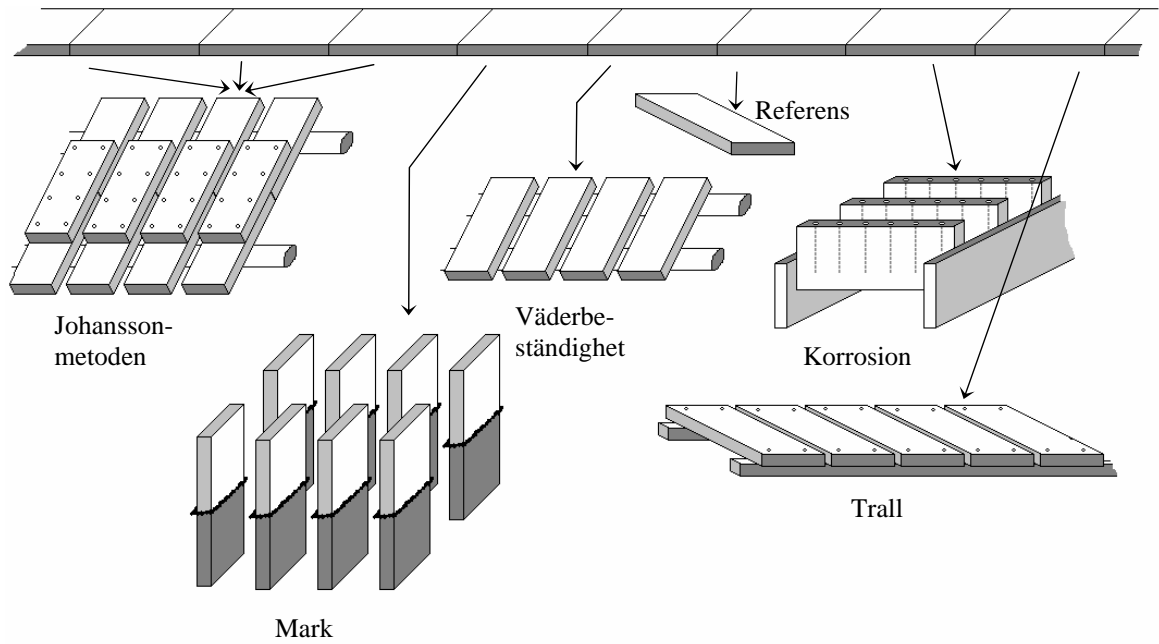 Referens
Johansson-
metoden
Väderbe-
ständighet
Korrosion
Trall
Mark